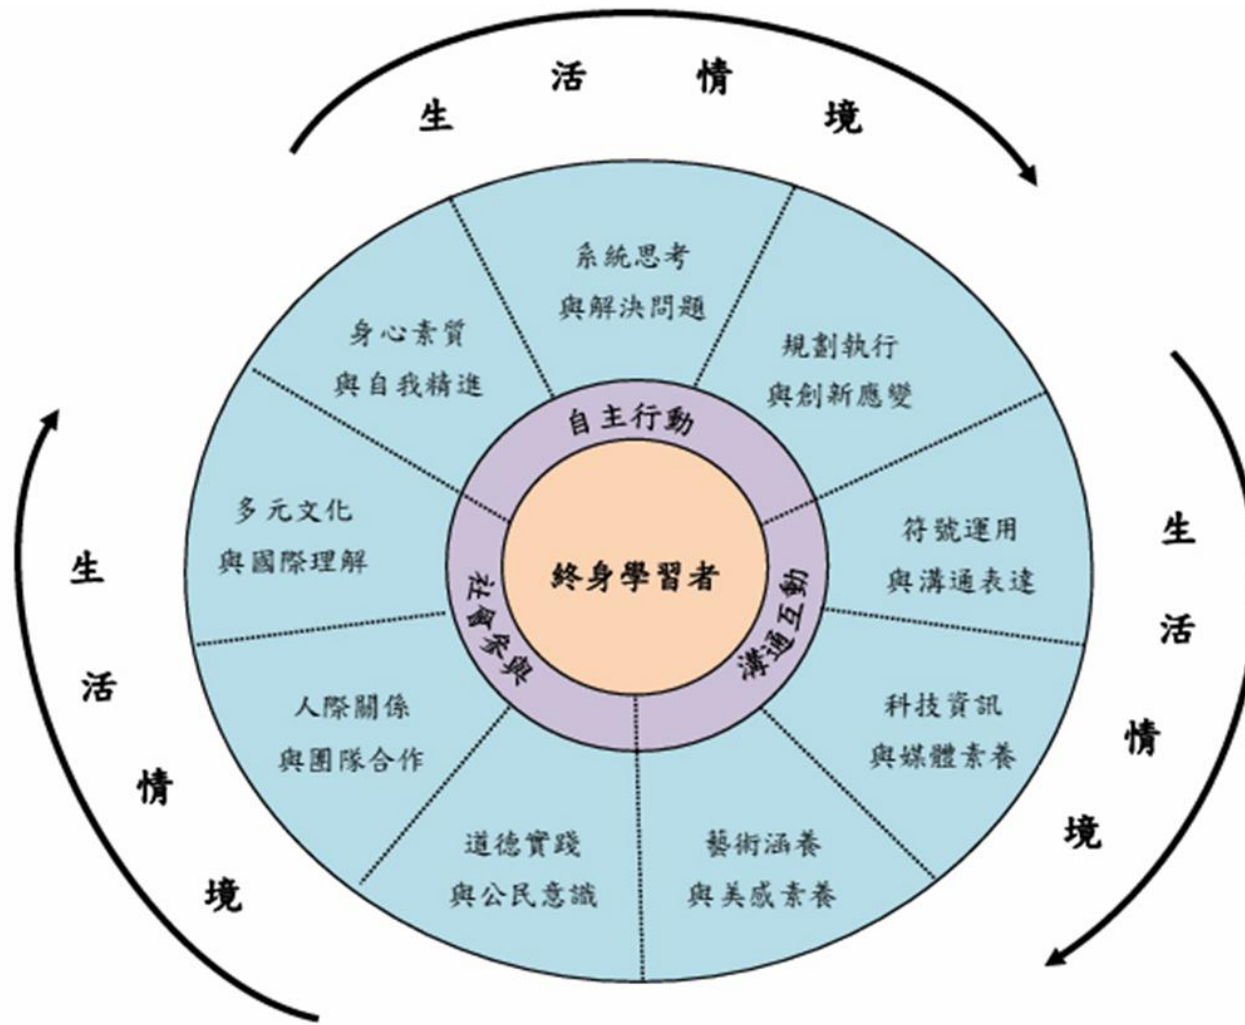 生活情境
系統思考
與解決問題
規劃執行
與創新應變
符號運用
與溝通表達
科技資訊
與媒體素養
藝術涵養
與美感素養
道德實踐
與公民意識
人際關係
與團隊合作
多元文化
與國際理解
身心素質
與自我精進
自主行動
溝通互動
社會參與
終身學習者
生活情境
生活情境